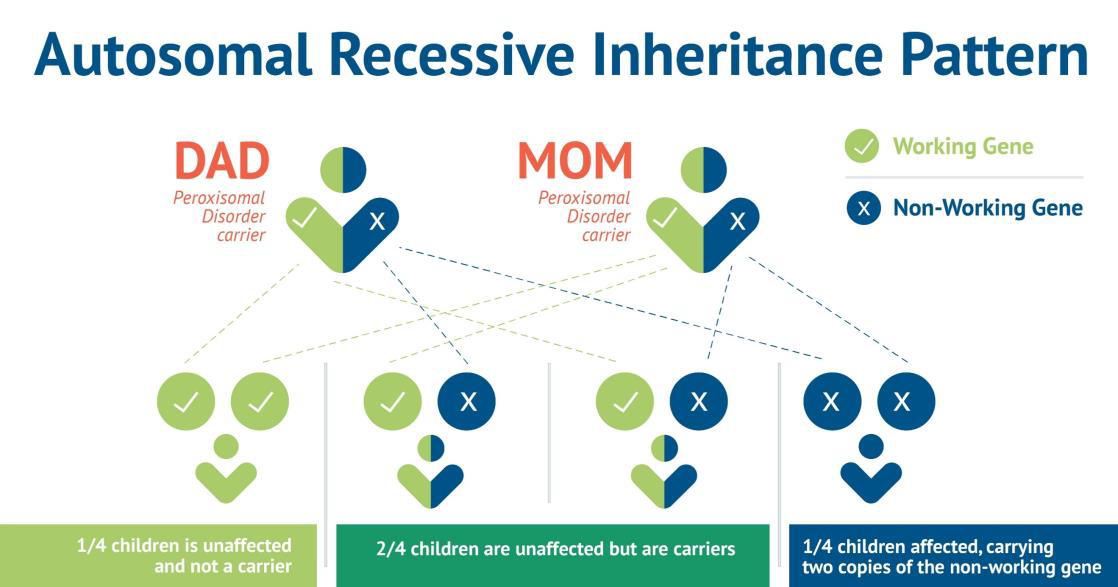 Autosomal Recessive Inheritance Pattern
DAD
Peroxisomal
Disorder
carrier
MOM
Peroxisomal
Disorder
carrier
Working Gene
X Non-Working Gene
X
X
X
X
X X
1/4 children is unaffected
and not a carrier
2/4 children are unaffected but are carriers
1/4 children affected, carrying
two copies of the non-working gene